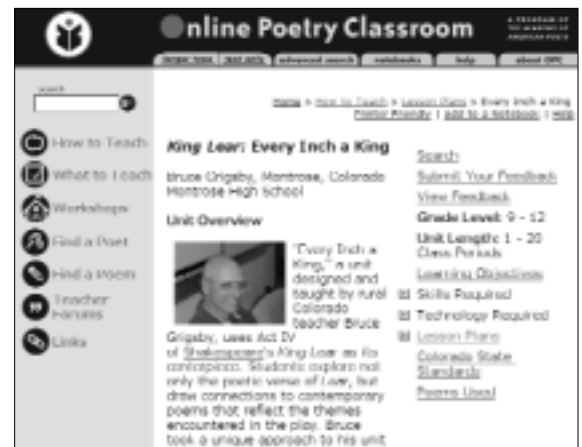 Online Poetry Classroom
A PROGRAM OF
THE ACADEMY OF
AMERICAN POETS
larger type text only advanced search notebooks help about OPC
search
Home > How to Teach > Lesson Plans > Every Inch a King
Printer Friendly | Add to a Notebook | Help
How to Teach
What to Teach
Workshops
Find a Poet
Find a Poem
Teacher
Forums
Links
King Lear: Every Inch a King
Bruce Grigsby, Montrose, Colorado
Montrose High School
Unit Overview
"Every Inch a
King," a unit
designed and
taught by rural
Colorado
teacher Bruce
Grigsby, uses Act IV
of Shakespeare's King Lear as its
centerpiece. Students explore not
only the poetic verse of Lear, but
draw connections to contemporary
poems that reflect the themes
encountered in the play. Bruce
took a unique approach to his unit
Search
Submit Your Feedback
View Feedback
Grade Level: 9 - 12
Unit Length: 1 - 20
Class Periods
Learning Objectives
Skills Required
Technology Required
Lesson Plans
Colorado State
Standards
Poems Used